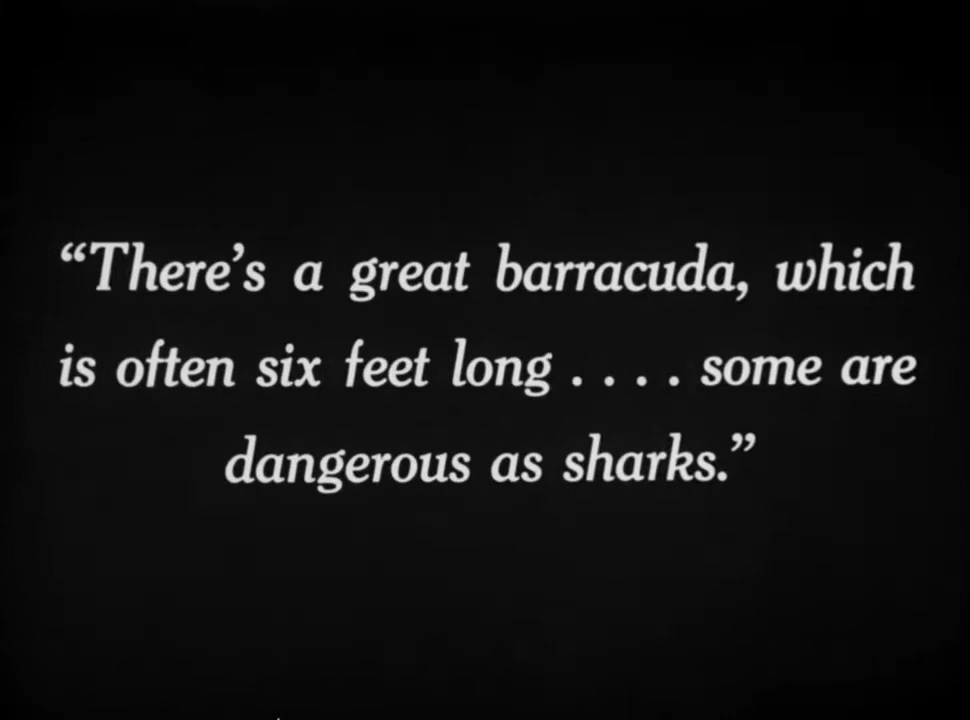 “There’s a great barracuda, which
is often six feet long . . . . some are
dangerous as sharks.”